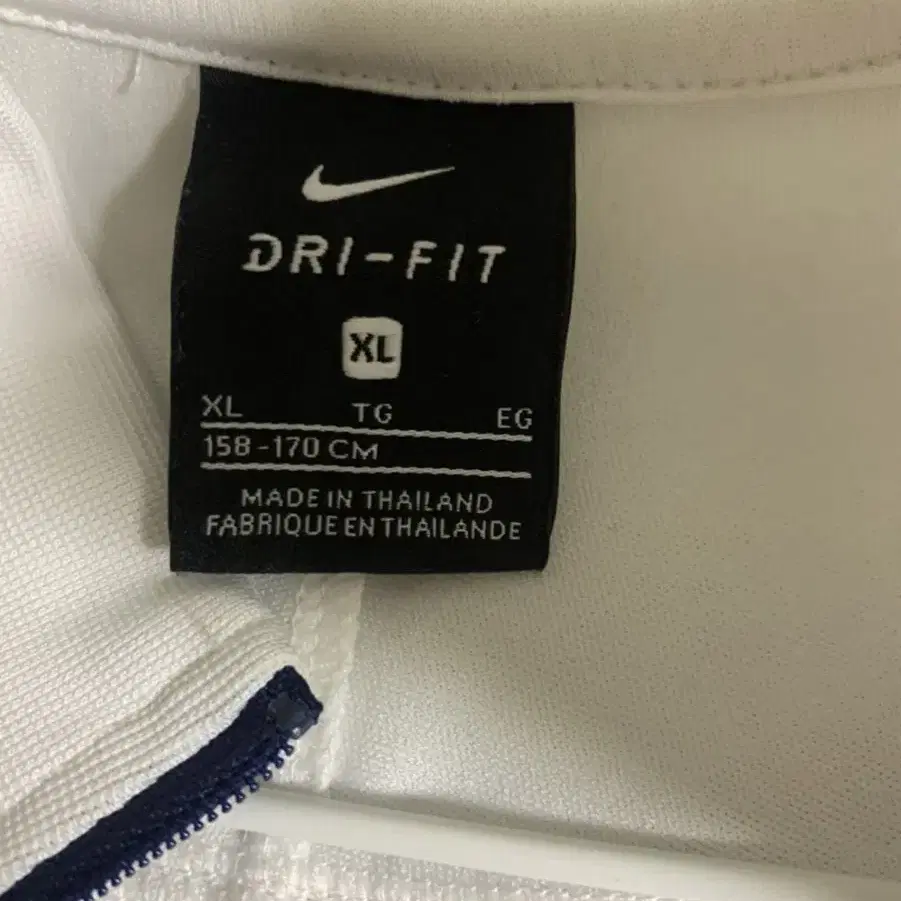 DRI-FIT
XL
XL TG EG
158-170 CM
MADE IN THAILAND
FABRIQUE EN THAILANDE